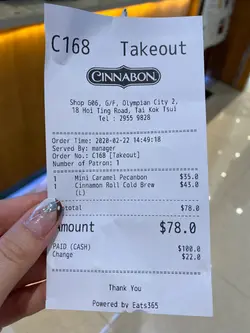 C168 Takeout
CINNABON
Shop G06, G/F, Olympian City 2,
18 Hoi Ting Road, Tai Kok Tsui
Tel : 2955 9828
Order Time: 2020-02-22 14:49:18
Served By: manager
Order No.: C168 [Takeout]
Number of Patron: 1
1 Mini Caramel Pecanbon $35.0
1 Cinnamon Roll Cold Brew $43.0
(L)
btotal $78.0
Amount $78.0
PAID (CASH) $100.0
Change $22.0
Thank You
Powered by Eats365